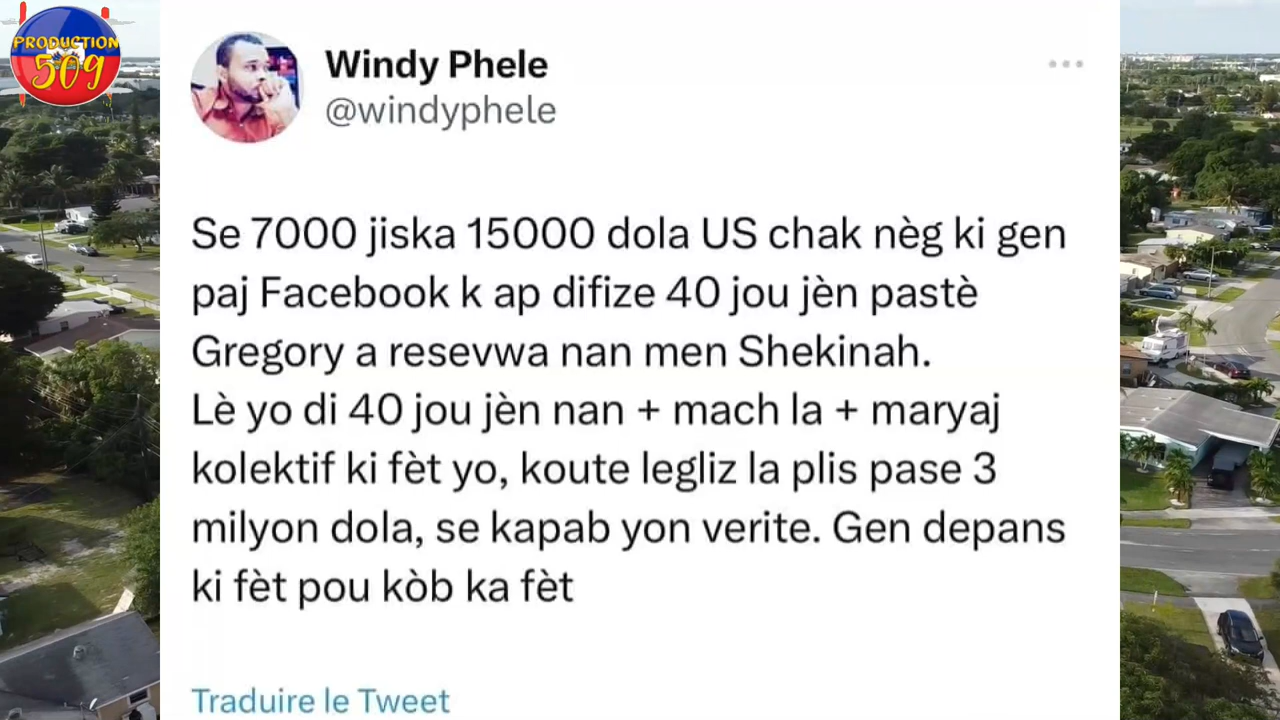 PRODUCTION
509
Windy Phele
@windyphele
Se 7000 jiska 15000 dola US chak nèg ki gen
paj Facebook k ap difize 40 jou jèn pastè
Gregory a resevwa nan men Shekinah.
Lè yo di 40 jou jèn nan + mach la + maryaj
kolektif ki fèt yo, koute legliz la plis pase 3
milyon dola, se kapab yon verite. Gen depans
ki fèt pou kòb ka fèt
Traduire le Tweet